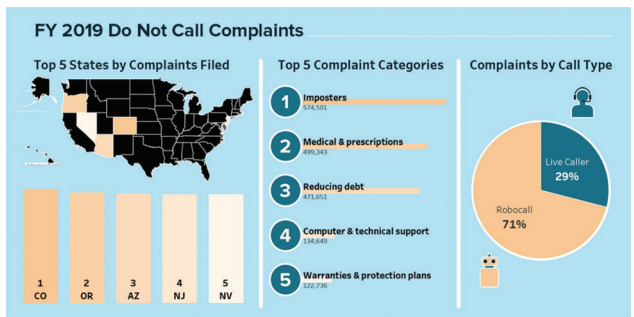 FY 2019 Do Not Call Complaints
Top 5 States by Complaints Filed
1
CO
2
OR
3
AZ
4
NJ
5
NV
Top 5 Complaint Categories
1
Imposters
574,501
2
Medical & prescriptions
499,343
3
Reducing debt
471,651
4
Computer & technical support
134,649
5
Warranties & protection plans
122,736
Complaints by Call Type
Live Caller
29%
Robocall
71%